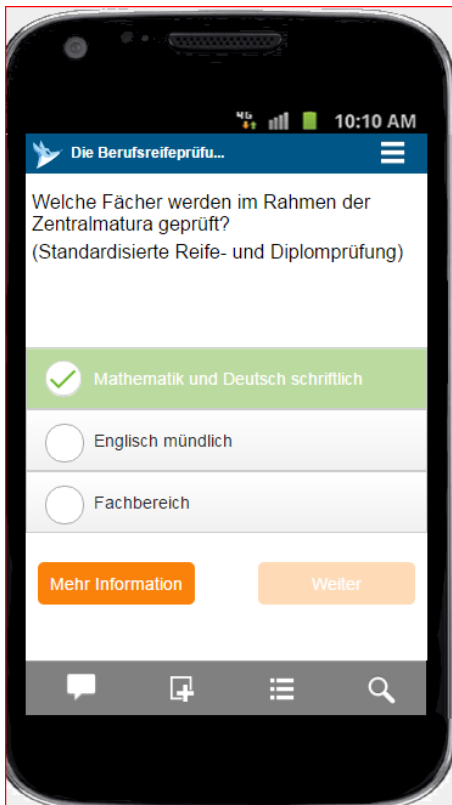 4G
10:10 AM
Die Berufsreifeprüfu...
Welche Fächer werden im Rahmen der
Zentralmatura geprüft?
(Standardisierte Reife- und Diplomprüfung)
Mathematik und Deutsch schriftlich
Englisch mündlich
Fachbereich
Mehr Information
Weiter